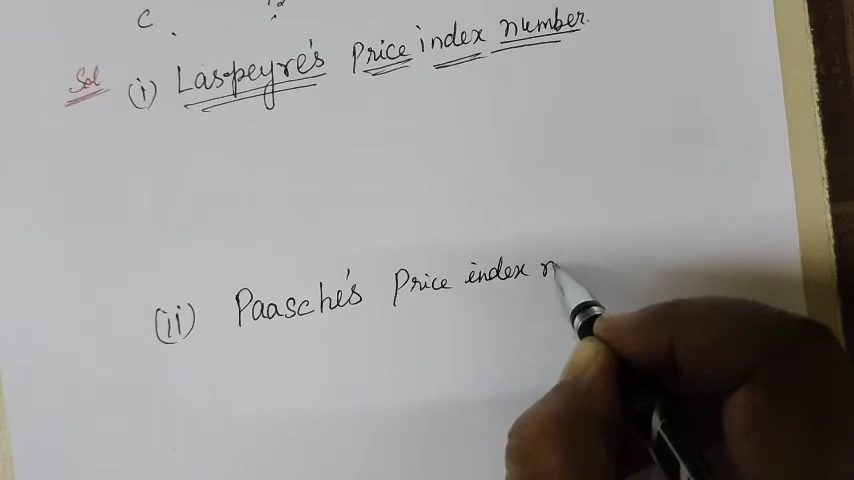 C
Sol
(i) Laspeyre's Price index number.
(ii) Paasche's Price index n